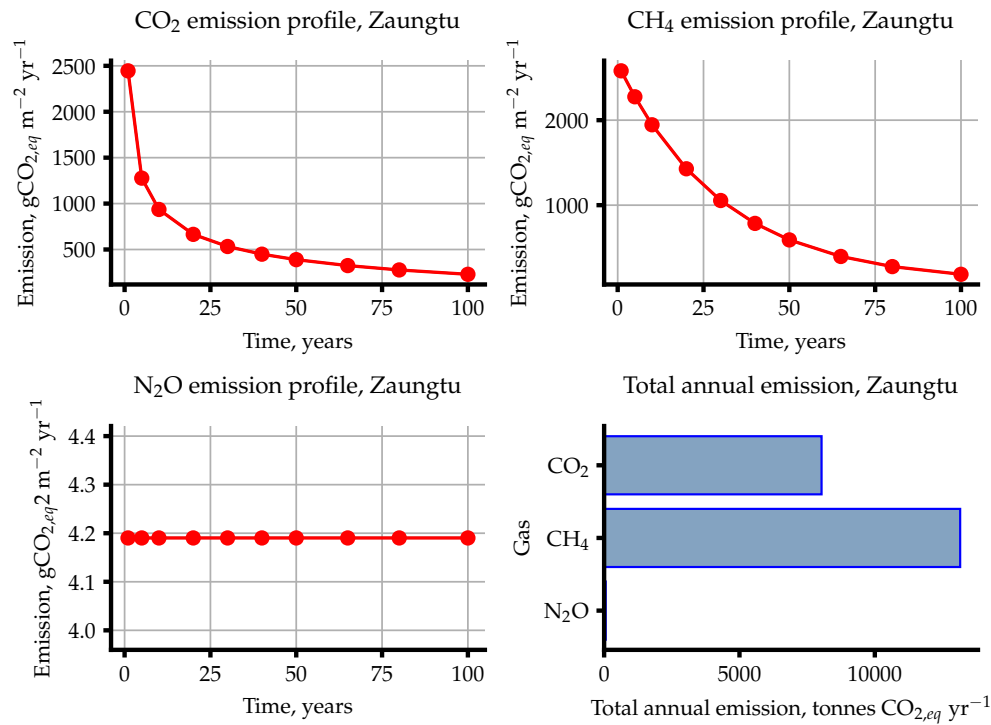 CO₂ emission profile, Zaungtu
Emission, gCO₂,eq m⁻² yr⁻¹
2500
2000
1500
1000
500
0 25 50 75 100
Time, years
CH₄ emission profile, Zaungtu
Emission, gCO₂,eq m⁻² yr⁻¹
2000
1000
0 25 50 75 100
Time, years
N₂O emission profile, Zaungtu
Emission, gCO₂,eq2 m⁻² yr⁻¹
4.4
4.3
4.2
4.1
4.0
0 25 50 75 100
Time, years
Total annual emission, Zaungtu
Gas
CO₂
CH₄
N₂O
0 5000 10000
Total annual emission, tonnes CO₂,eq yr⁻¹